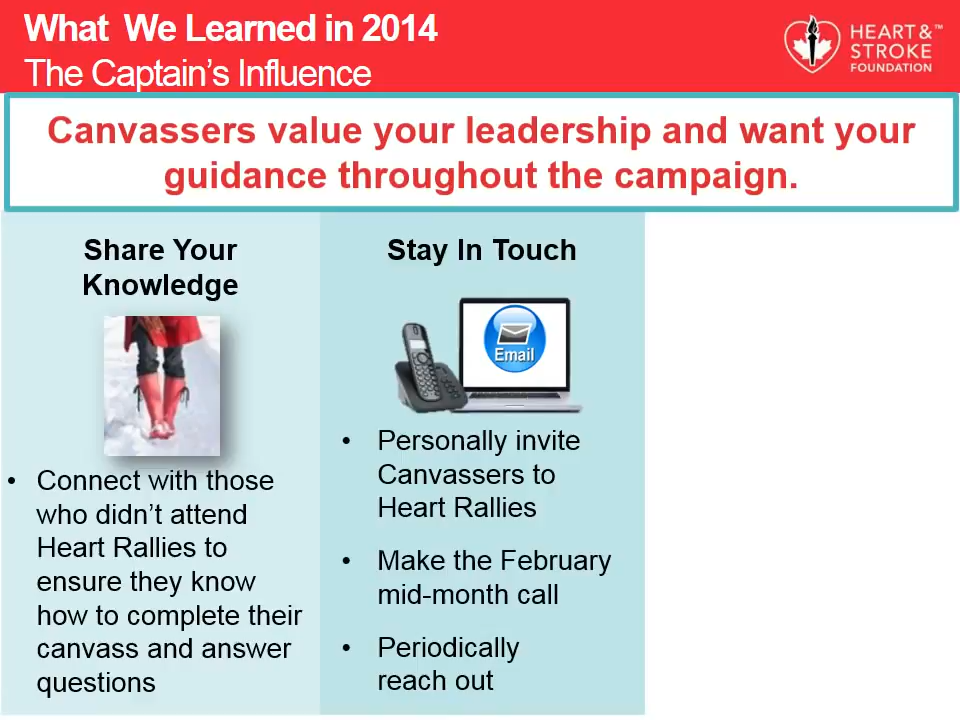 What  We Learned in 2014
The Captain’s Influence
HEART &™
STROKE
FOUNDATION
Canvassers value your leadership and want your
guidance throughout the campaign.
Share Your
Knowledge
• Connect with those
who didn’t attend
Heart Rallies to
ensure they know
how to complete their
canvass and answer
questions
Stay In Touch
Email
• Personally invite
Canvassers to
Heart Rallies
• Make the February
mid-month call
• Periodically
reach out